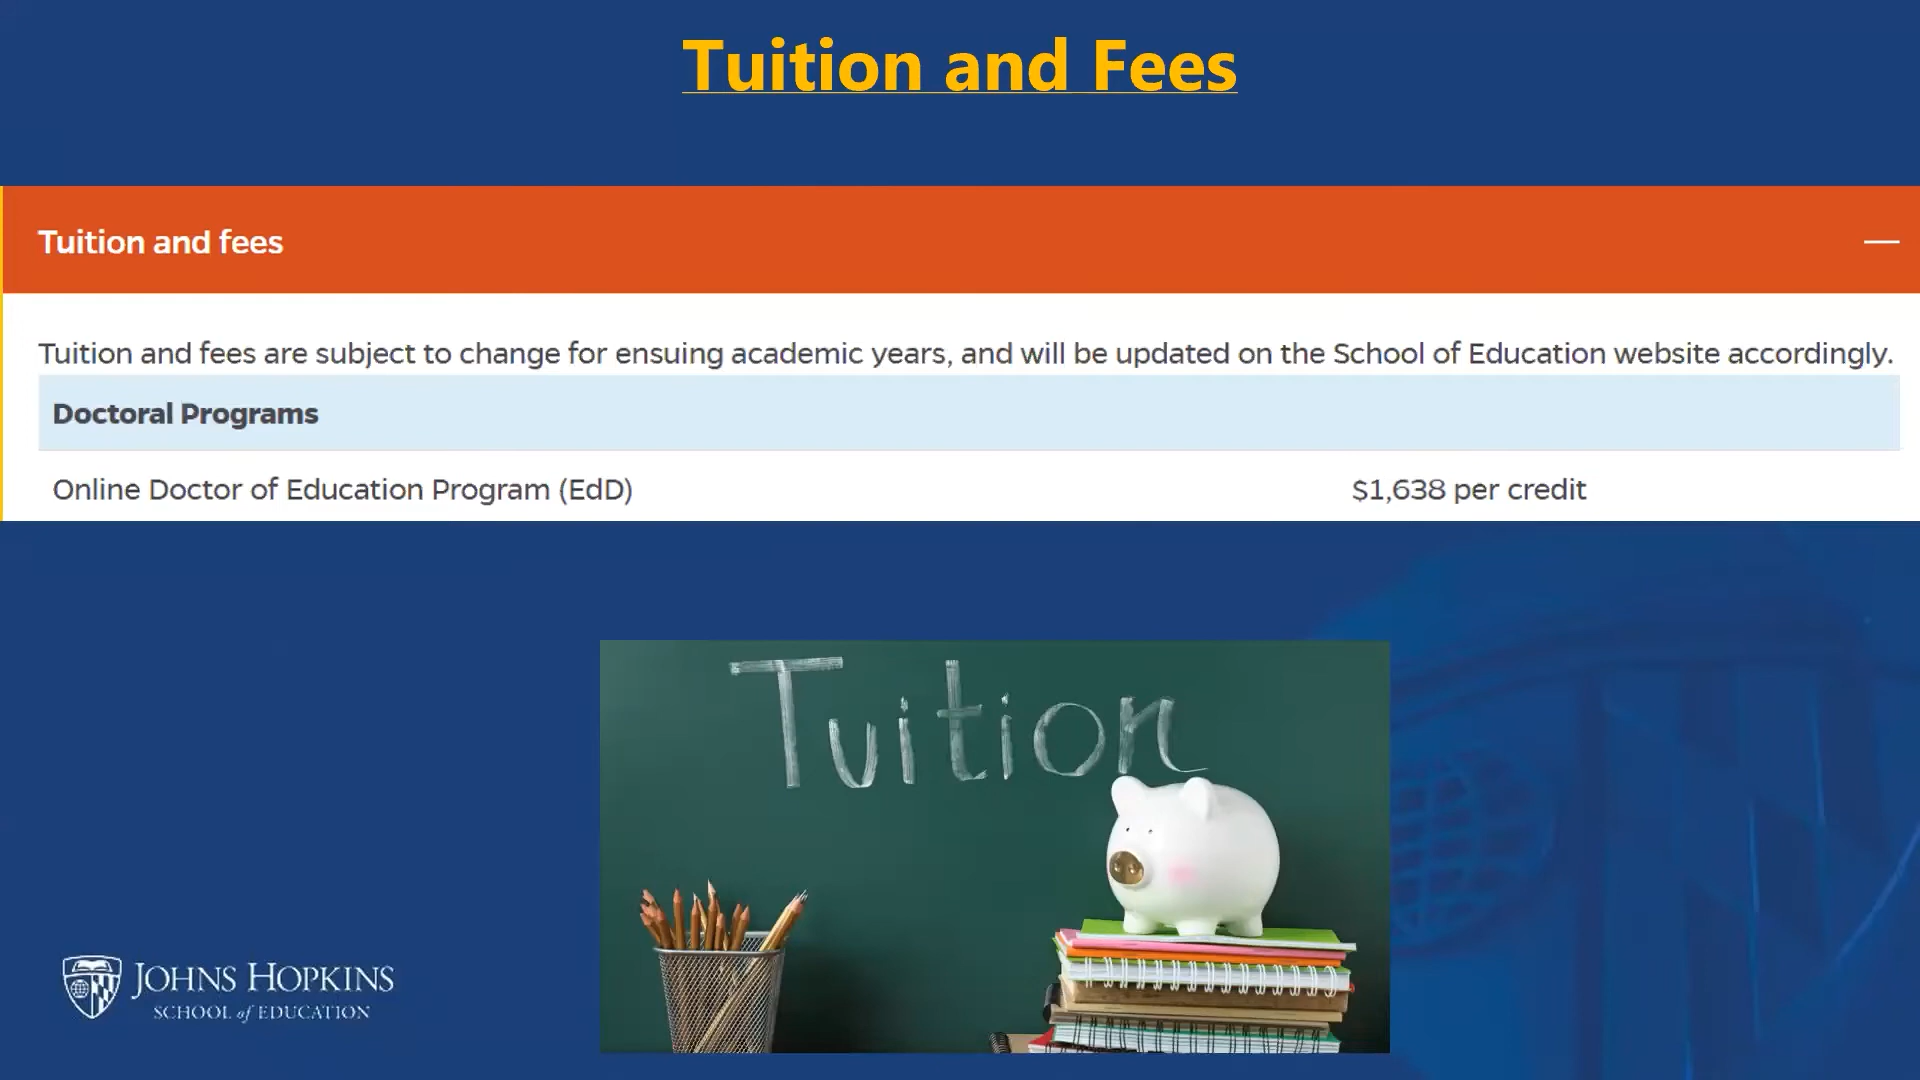 Tuition and Fees
Tuition and fees
Tuition and fees are subject to change for ensuing academic years, and will be updated on the School of Education website accordingly.
Doctoral Programs
Online Doctor of Education Program (EdD) $1,638 per credit
Tuition
JOHNS HOPKINS
SCHOOL of EDUCATION